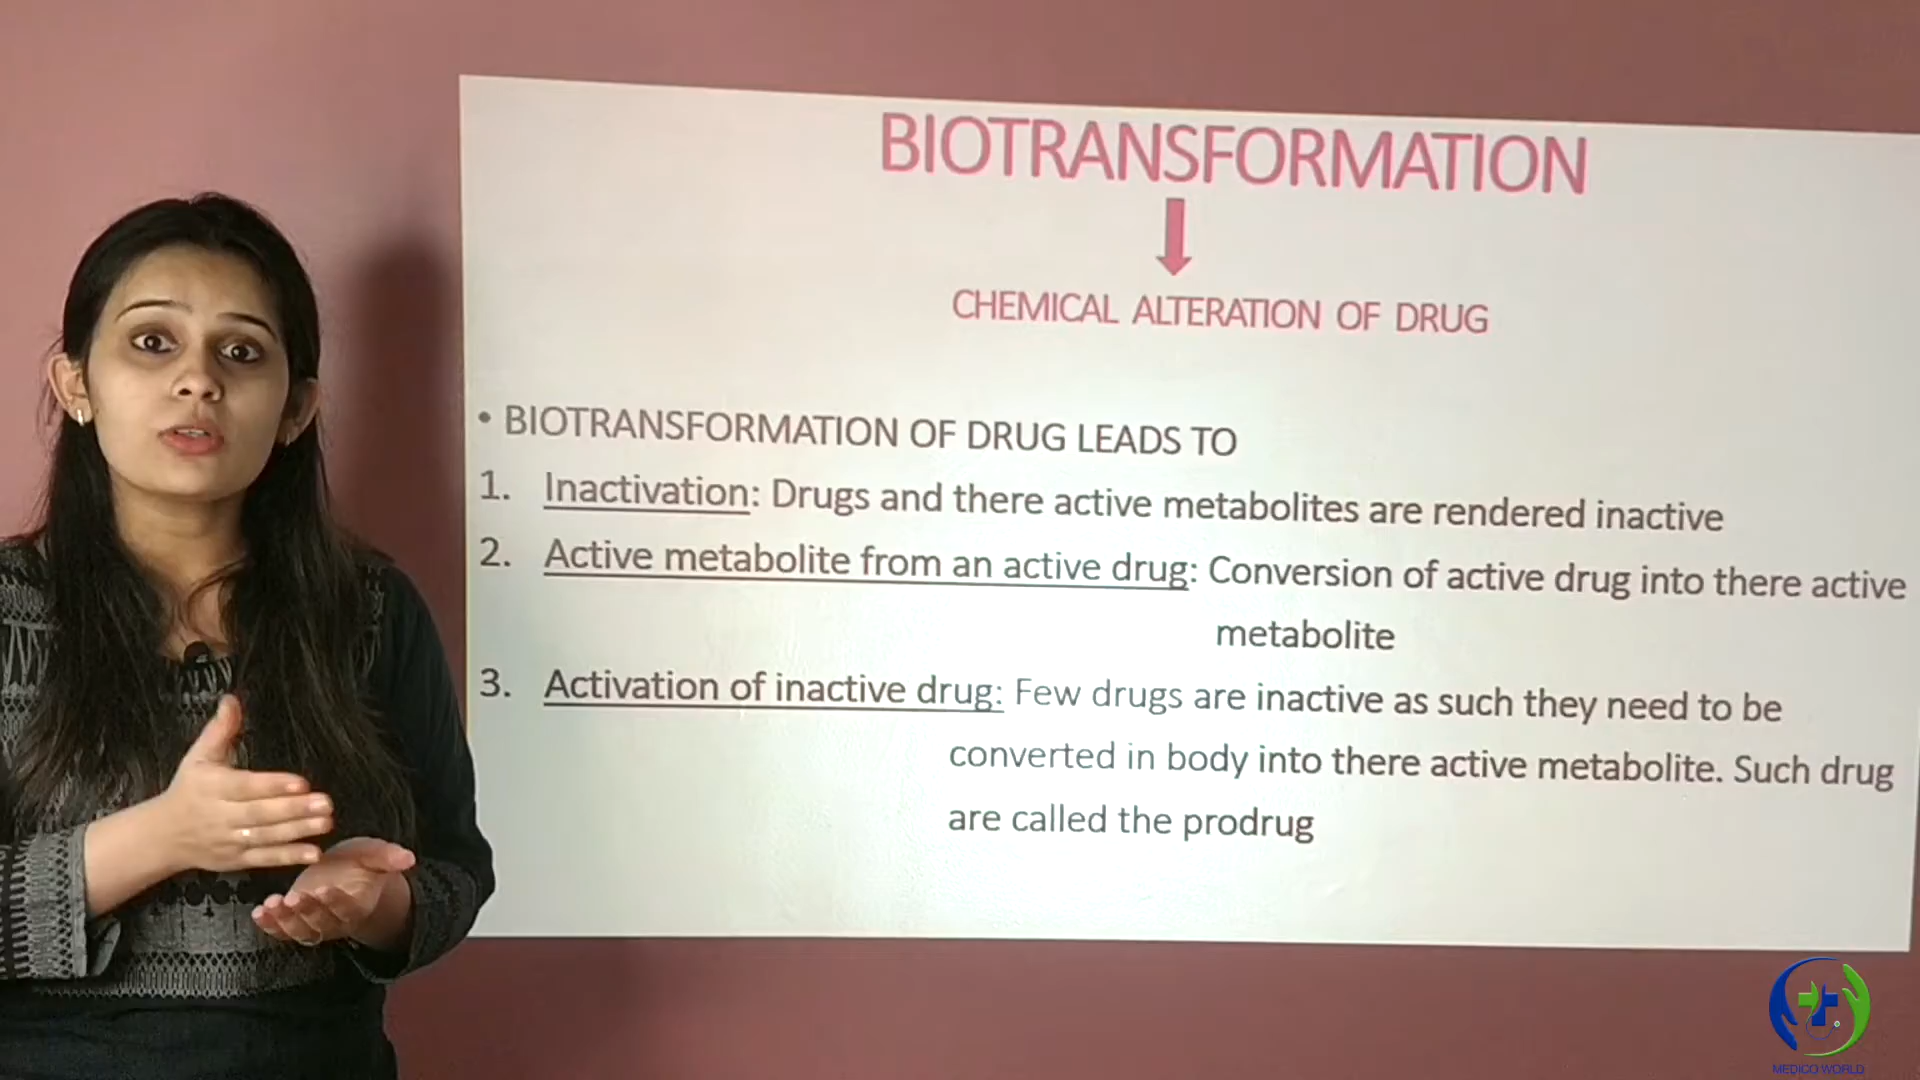 BIOTRANSFORMATION
CHEMICAL ALTERATION OF DRUG
• BIOTRANSFORMATION OF DRUG LEADS TO
1. Inactivation: Drugs and there active metabolites are rendered inactive
2. Active metabolite from an active drug: Conversion of active drug into there active
metabolite
3. Activation of inactive drug: Few drugs are inactive as such they need to be
converted in body into there active metabolite. Such drug
are called the prodrug
MEDICO WORLD